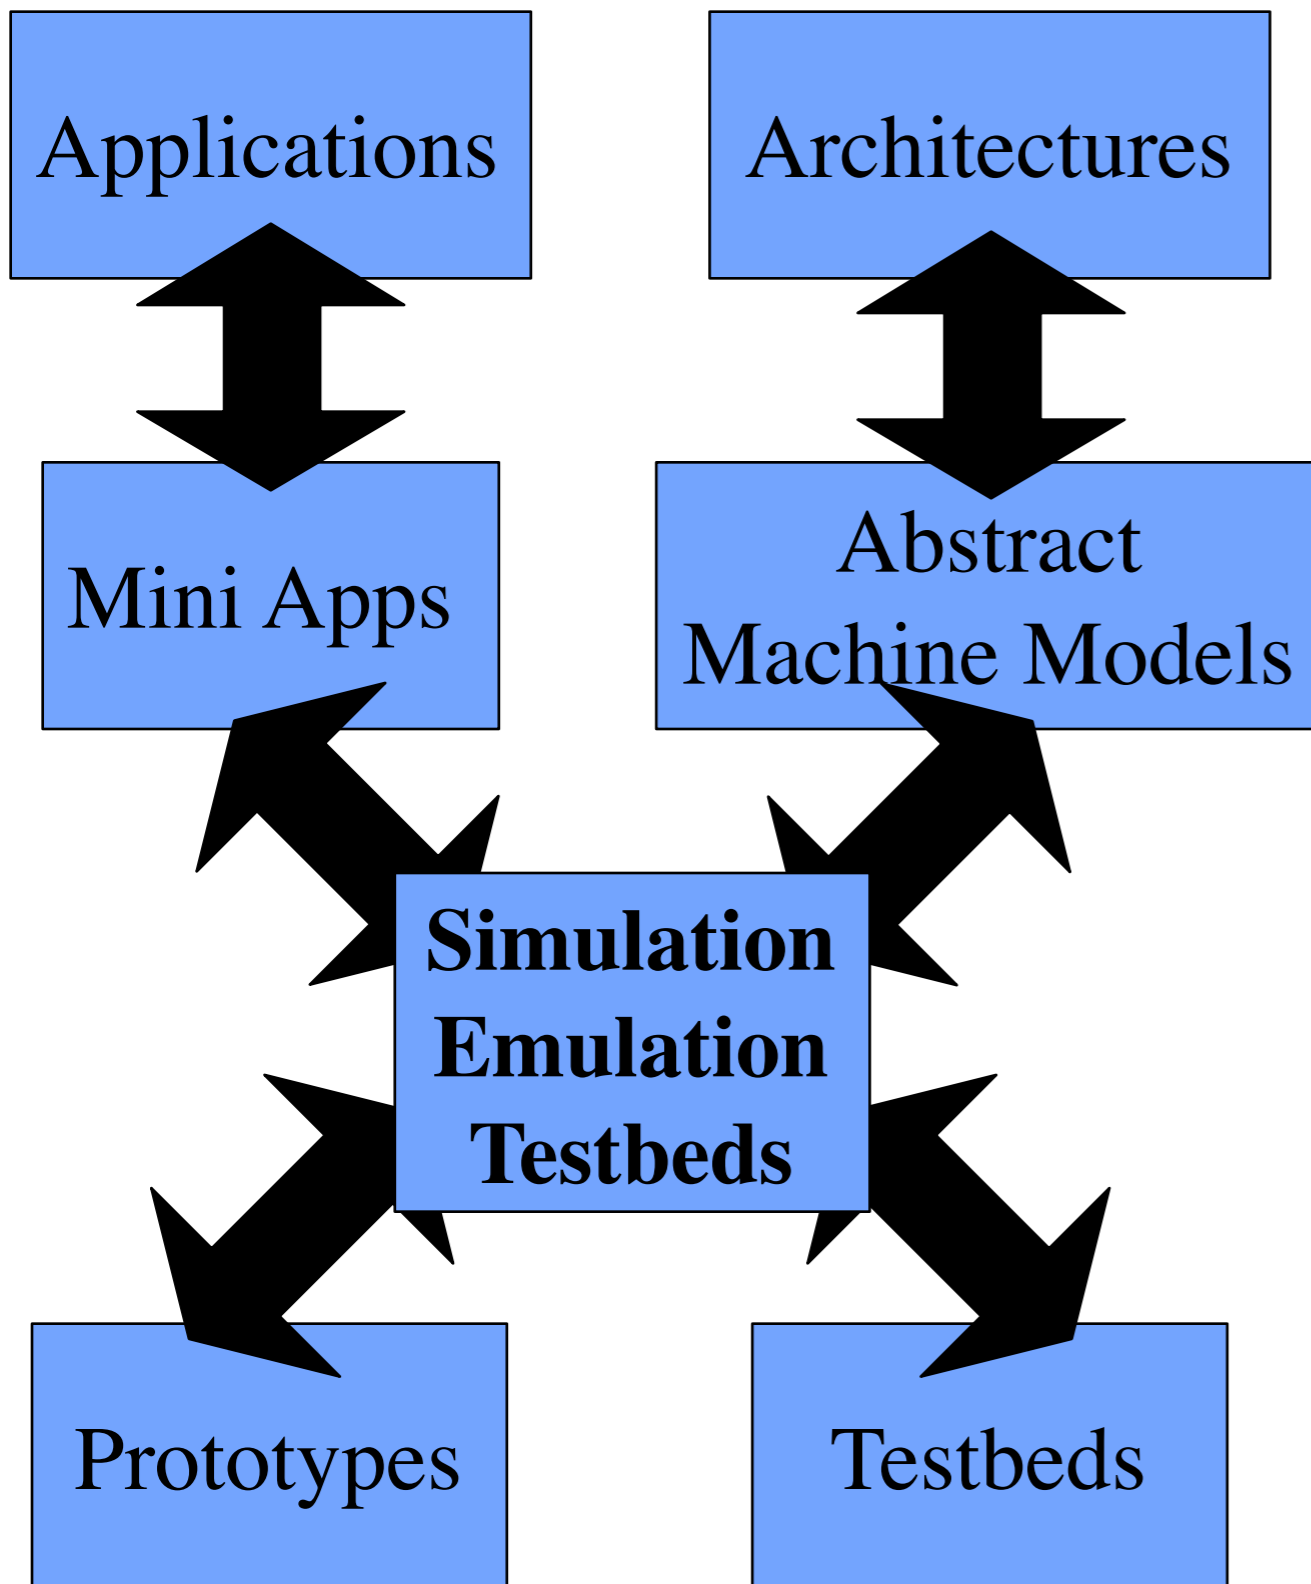 Applications
Architectures
Mini Apps
Abstract
Machine Models
Simulation
Emulation
Testbeds
Prototypes
Testbeds